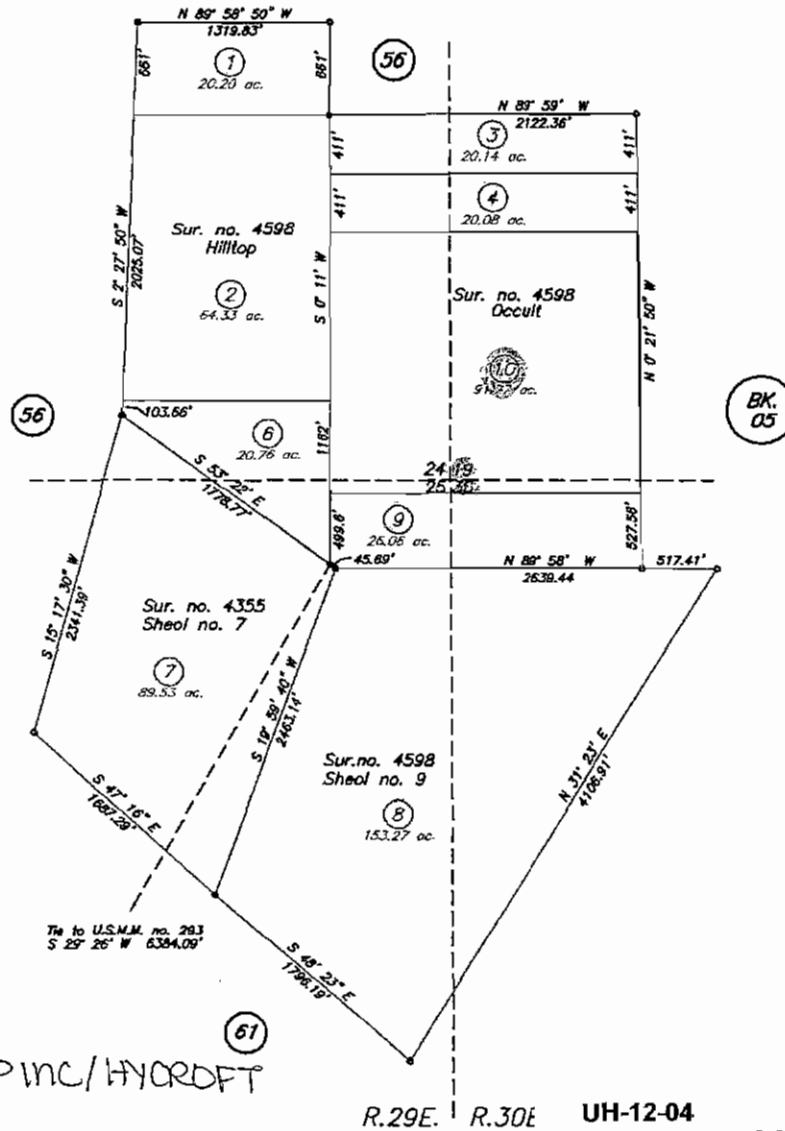 N 89° 58' 50" W
1319.83'
661'
1
20.20 ac.
661'
56
N 89° 59' W
2122.36'
3
20.14 ac.
411'
411'
4
20.08 ac.
411'
411'
S 2° 27' 50" W
2025.07'
Sur. no. 4598
Hilltop
2
64.33 ac.
S 0° 11' W
Sur. no. 4598
Occult
10
ac.
N 0° 21' 50" W
BK.
05
56
103.66'
6
20.76 ac.
1162'
S 53° 22' E
1778.77'
24 19
25
9
26.06 ac.
499.6'
527.58'
45.69'
N 89° 58' W
2639.44
517.41'
S 15° 17' 30" W
2341.39'
Sur. no. 4355
Sheol no. 7
7
89.53 ac.
S 19° 59' 40" W
2463.14'
Sur.no. 4598
Sheol no. 9
8
153.27 ac.
N 31° 23' E
4106.91'
S 47° 16" E
1687.29'
Tie to U.S.M.M. no. 293
S 29° 26" W 6384.09'
S 48° 23" E
1796.19'
61
P INC/HYCROFT
R.29E. R.30E
UH-12-04